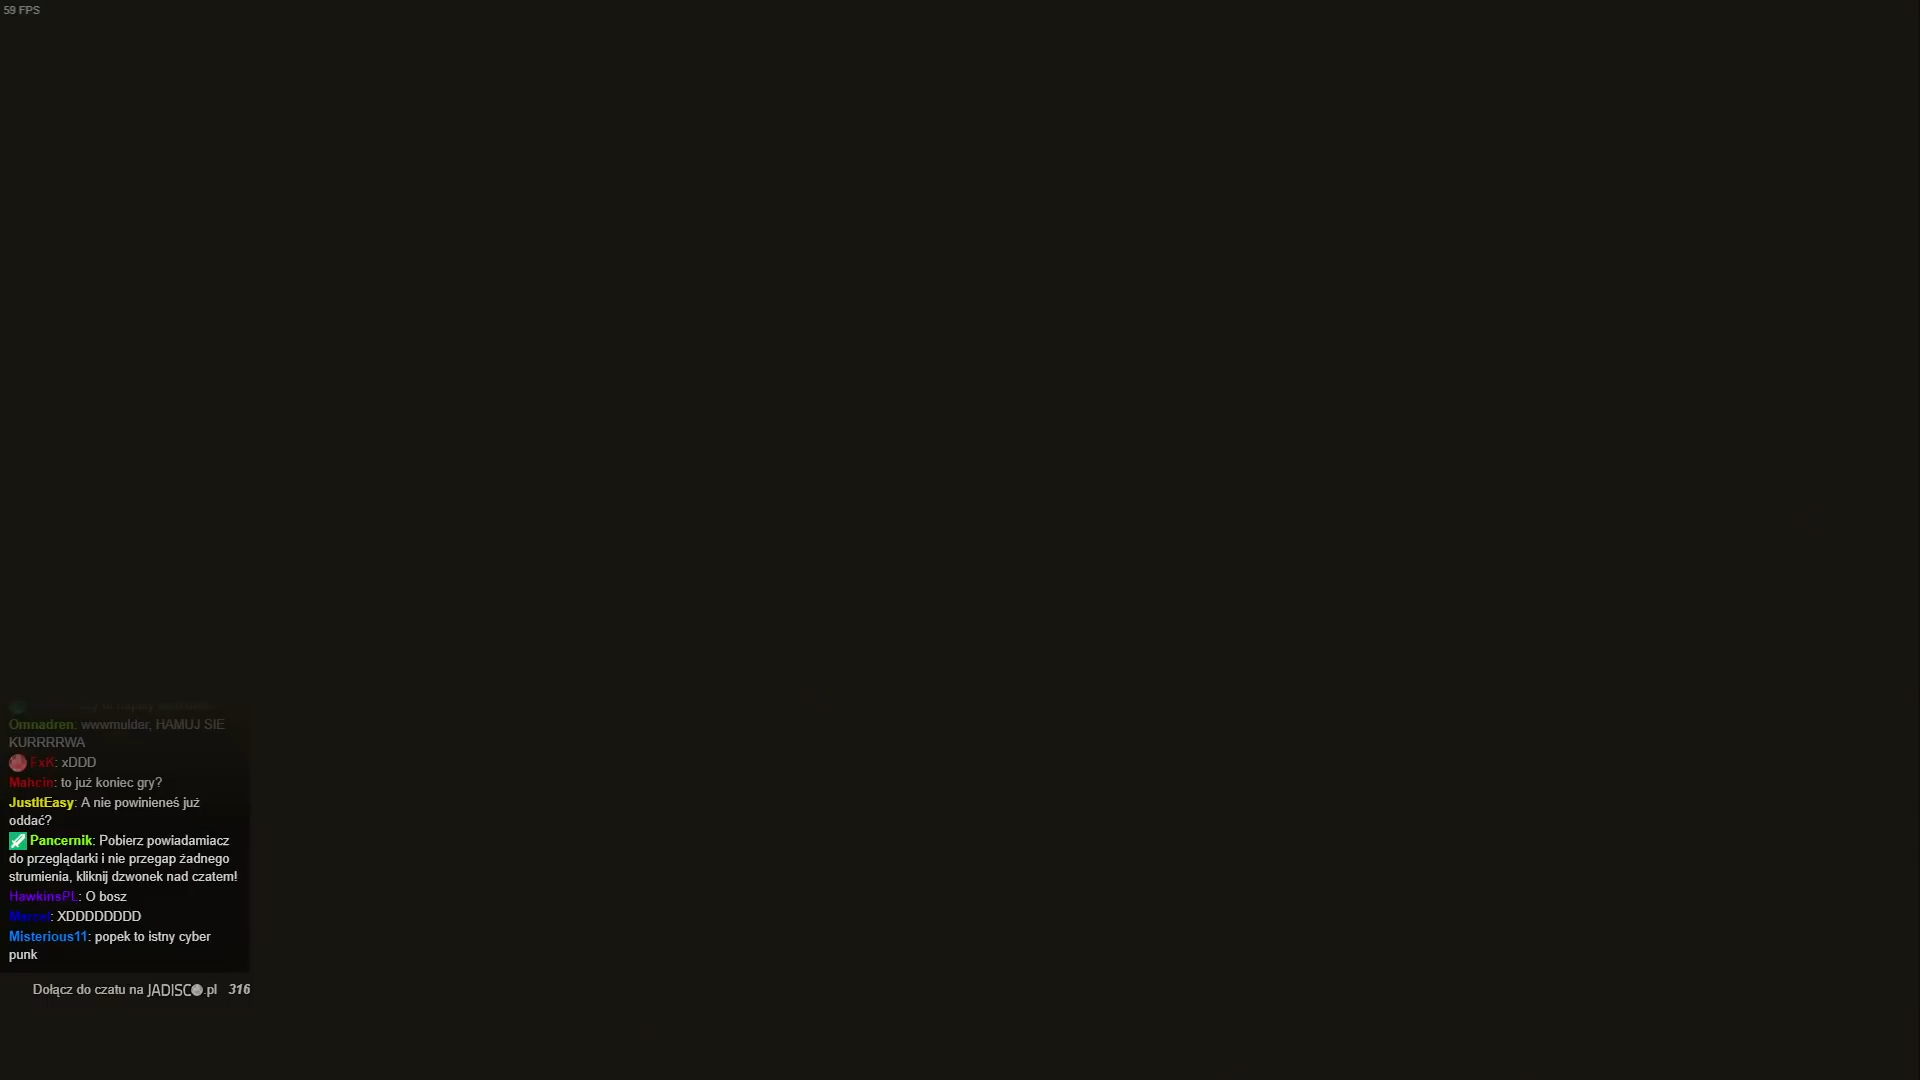 59 FPS
Omnadren: wwwmulder, HAMUJ SIE
KURRRRWA
FxK: xDDD
Mahcin: to już koniec gry?
JustItEasy: A nie powinieneś już
oddać?
Pancernik: Pobierz powiadamiacz
do przeglądarki i nie przegap żadnego
strumienia, kliknij dzwonek nad czatem!
HawkinsPL: O bosz
: XDDDDDDDD
Misterious11: popek to istny cyber
punk
Dołącz do czatu na JADISCO.pl 316